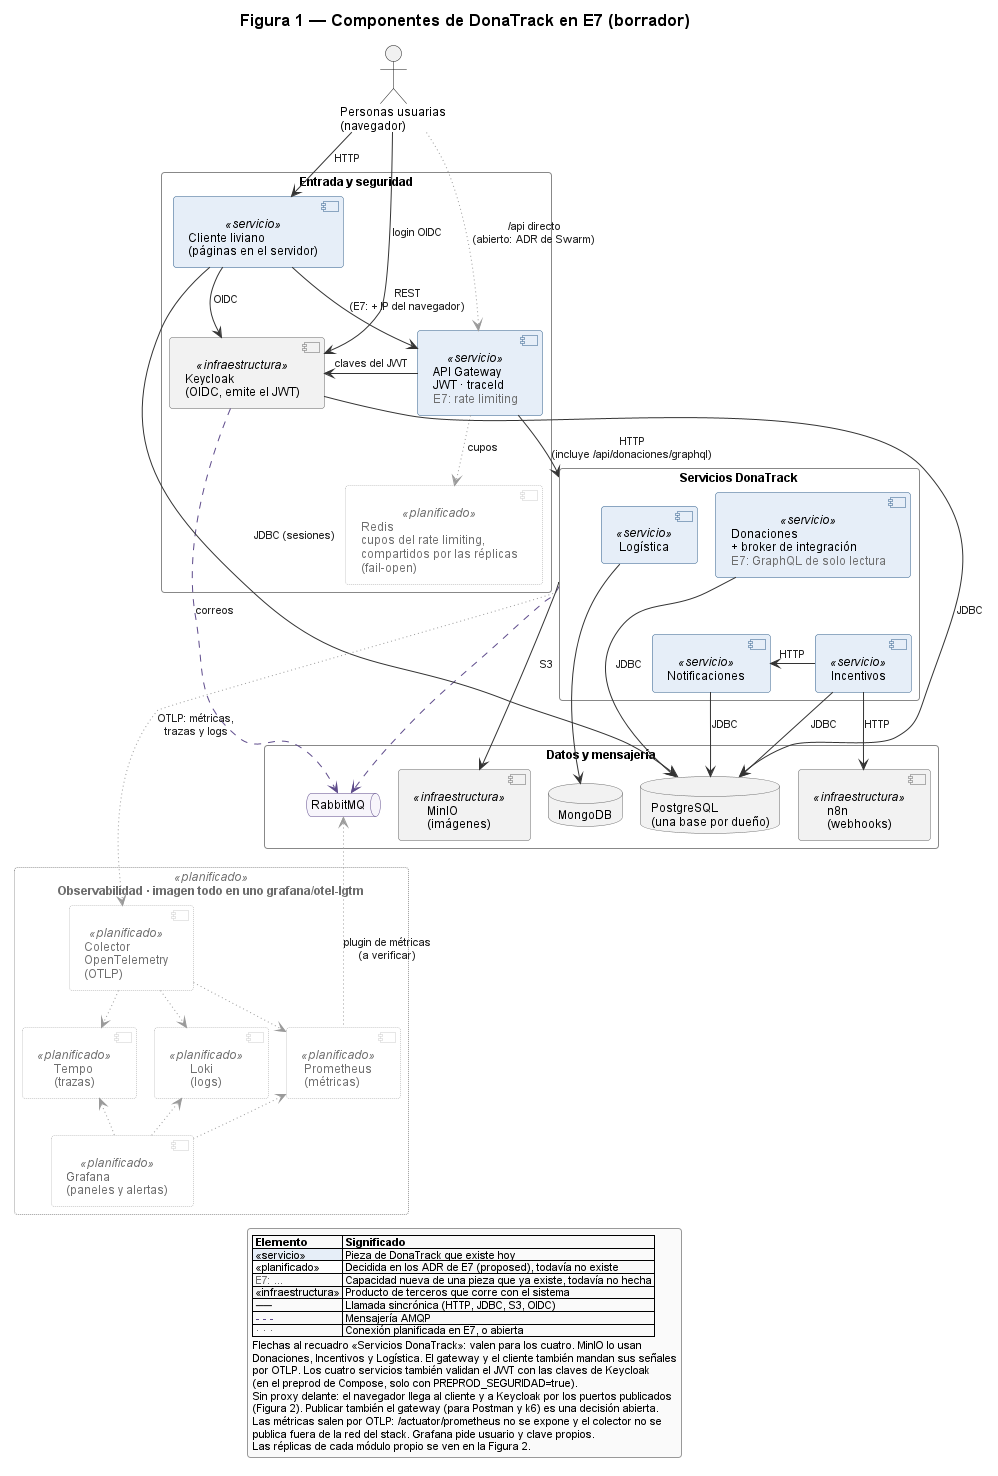 Figura 1 — Componentes de DonaTrack en E7 (borrador)
Personas usuarias
(navegador)
HTTP
Entrada y seguridad
«servicio»
Cliente liviano
(páginas en el servidor)
login OIDC
/api directo
(abierto: ADR de Swarm)
OIDC
REST
(E7: + IP del navegador)
«infraestructura»
Keycloak
(OIDC, emite el JWT)
claves del JWT
«servicio»
API Gateway
JWT · traceId
E7: rate limiting
cupos
HTTP
(incluye /api/donaciones/graphql)
«planificado»
Redis
cupos del rate limiting,
compartidos por las réplicas
(fail-open)
JDBC (sesiones)
Servicios DonaTrack
«servicio»
Logística
«servicio»
Donaciones
+ broker de integración
E7: GraphQL de solo lectura
correos
JDBC
S3
JDBC
«servicio»
Notificaciones
HTTP
«servicio»
Incentivos
OTLP: métricas,
trazas y logs
JDBC
JDBC
HTTP
Datos y mensajería
RabbitMQ
«infraestructura»
MinIO
(imágenes)
MongoDB
PostgreSQL
(una base por dueño)
«infraestructura»
n8n
(webhooks)
«planificado»
Observabilidad · imagen todo en uno grafana/otel-lgtm
«planificado»
Colector
OpenTelemetry
(OTLP)
plugin de métricas
(a verificar)
«planificado»
Tempo
(trazas)
«planificado»
Loki
(logs)
«planificado»
Prometheus
(métricas)
«planificado»
Grafana
(paneles y alertas)
Elemento Significado
«servicio» Pieza de DonaTrack que existe hoy
«planificado» Decidida en los ADR de E7 (proposed), todavía no existe
E7: ... Capacidad nueva de una pieza que ya existe, todavía no hecha
«infraestructura» Producto de terceros que corre con el sistema
—— Llamada sincrónica (HTTP, JDBC, S3, OIDC)
- - - Mensajería AMQP
· · · Conexión planificada en E7, o abierta
Flechas al recuadro «Servicios DonaTrack»: valen para los cuatro. MinIO lo usan
Donaciones, Incentivos y Logística. El gateway y el cliente también mandan sus señales
por OTLP. Los cuatro servicios también validan el JWT con las claves de Keycloak
(en el preprod de Compose, solo con PREPROD_SEGURIDAD=true).
Sin proxy delante: el navegador llega al cliente y a Keycloak por los puertos publicados
(Figura 2). Publicar también el gateway (para Postman y k6) es una decisión abierta.
Las métricas salen por OTLP: /actuator/prometheus no se expone y el colector no se
publica fuera de la red del stack. Grafana pide usuario y clave propios.
Las réplicas de cada módulo propio se ven en la Figura 2.